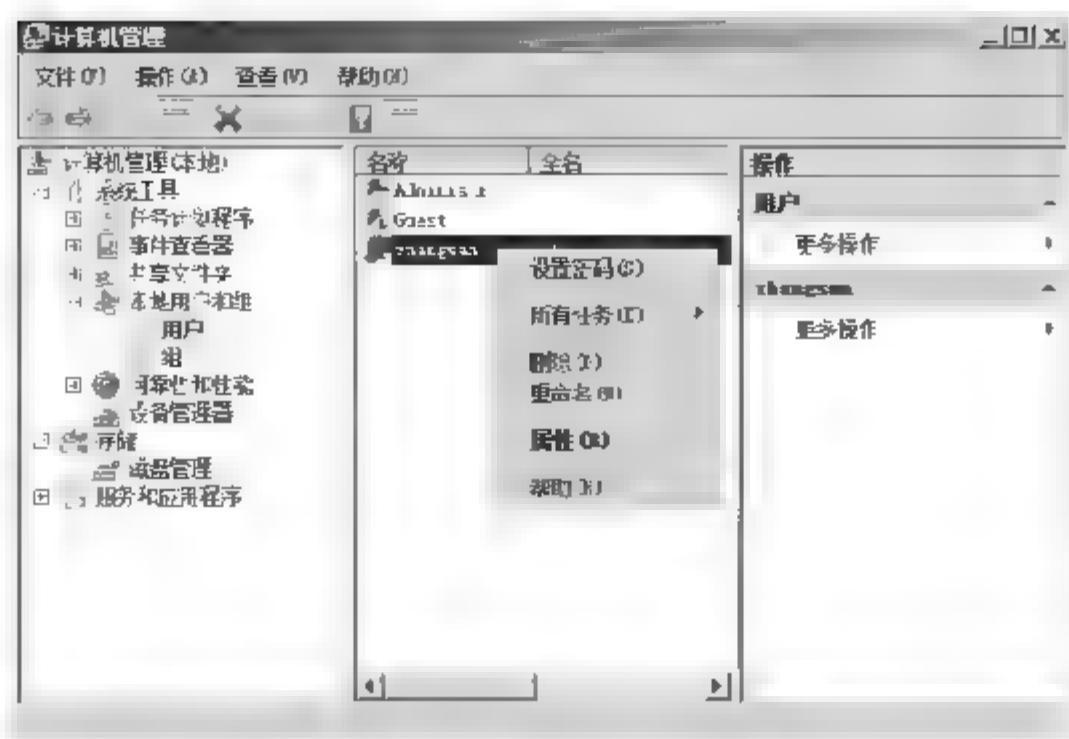 计算机管理
文件(F) 操作(A) 查看(V) 帮助(H)
计算机管理(本地)
系统工具
任务计划程序
事件查看器
共享文件夹
本地用户和组
用户
组
可靠性和性能
设备管理器
存储
磁盘管理
服务和应用程序
名称 全名
Guest
zhangsan
设置密码(S)
所有任务(K)
删除(D)
重命名(M)
属性(R)
帮助(H)
操作
用户
更多操作
zhangsan
更多操作